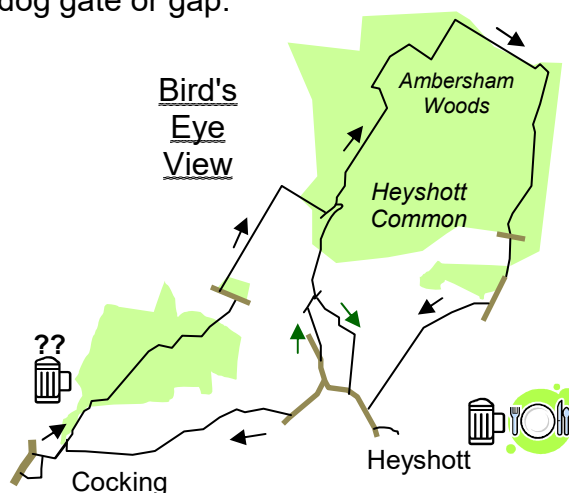 dog gate or gap.
Bird's
Eye
View
Ambersham
Woods
Heyshott
Common
??
Heyshott
Cocking